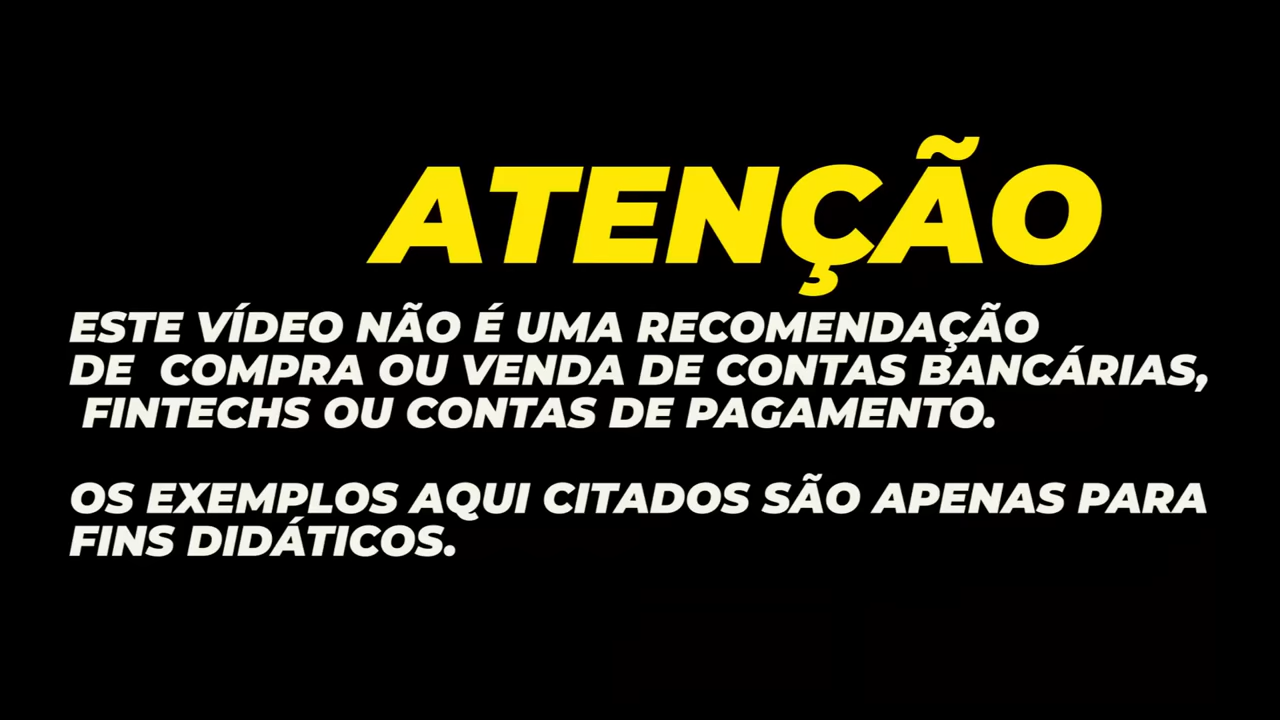 ATENÇÃO
ESTE VÍDEO NÃO É UMA RECOMENDAÇÃO
DE COMPRA OU VENDA DE CONTAS BANCÁRIAS,
FINTECHS OU CONTAS DE PAGAMENTO.
OS EXEMPLOS AQUI CITADOS SÃO APENAS PARA
FINS DIDÁTICOS.